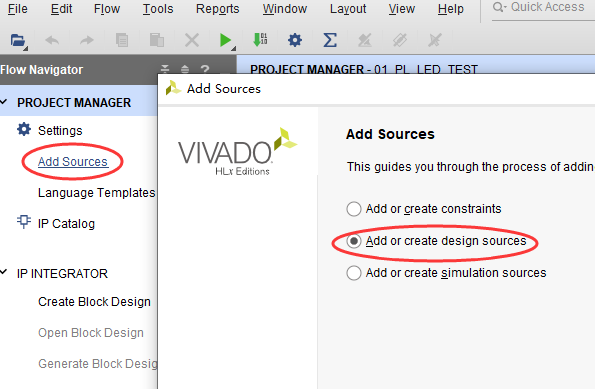 File Edit Flow Tools Reports Window Layout View Help Quick Access
Flow Navigator
PROJECT MANAGER - 01_PL_LED_TEST
PROJECT MANAGER
Settings
Add Sources
Language Templates
IP Catalog
IP INTEGRATOR
Create Block Design
Open Block Design
Generate Block Desig
Add Sources
VIVADO
HLx Editions
Add Sources
This guides you through the process of adding
Add or create constraints
Add or create design sources
Add or create simulation sources